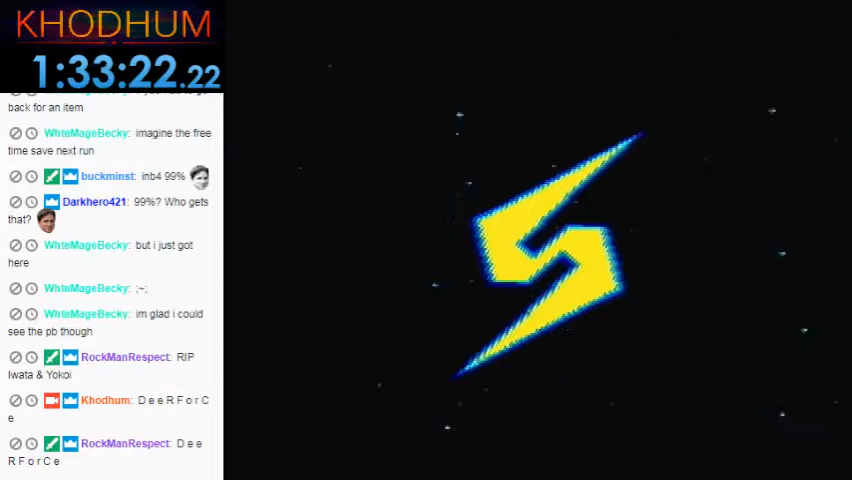 KHODHUM
1:33:22.22
back for an item
WhteMageBecky: imagine the free
time save next run
buckminst: inb4 99%
Darkhero421: 99%? Who gets
that?
WhteMageBecky: but i just got
here
WhteMageBecky: ;~;
WhteMageBecky: im glad i could
see the pb though
RockManRespect: RIP
Iwata & Yokoi
Khodhum: D e e R F o r C
e
RockManRespect: D e e
R F o r C e